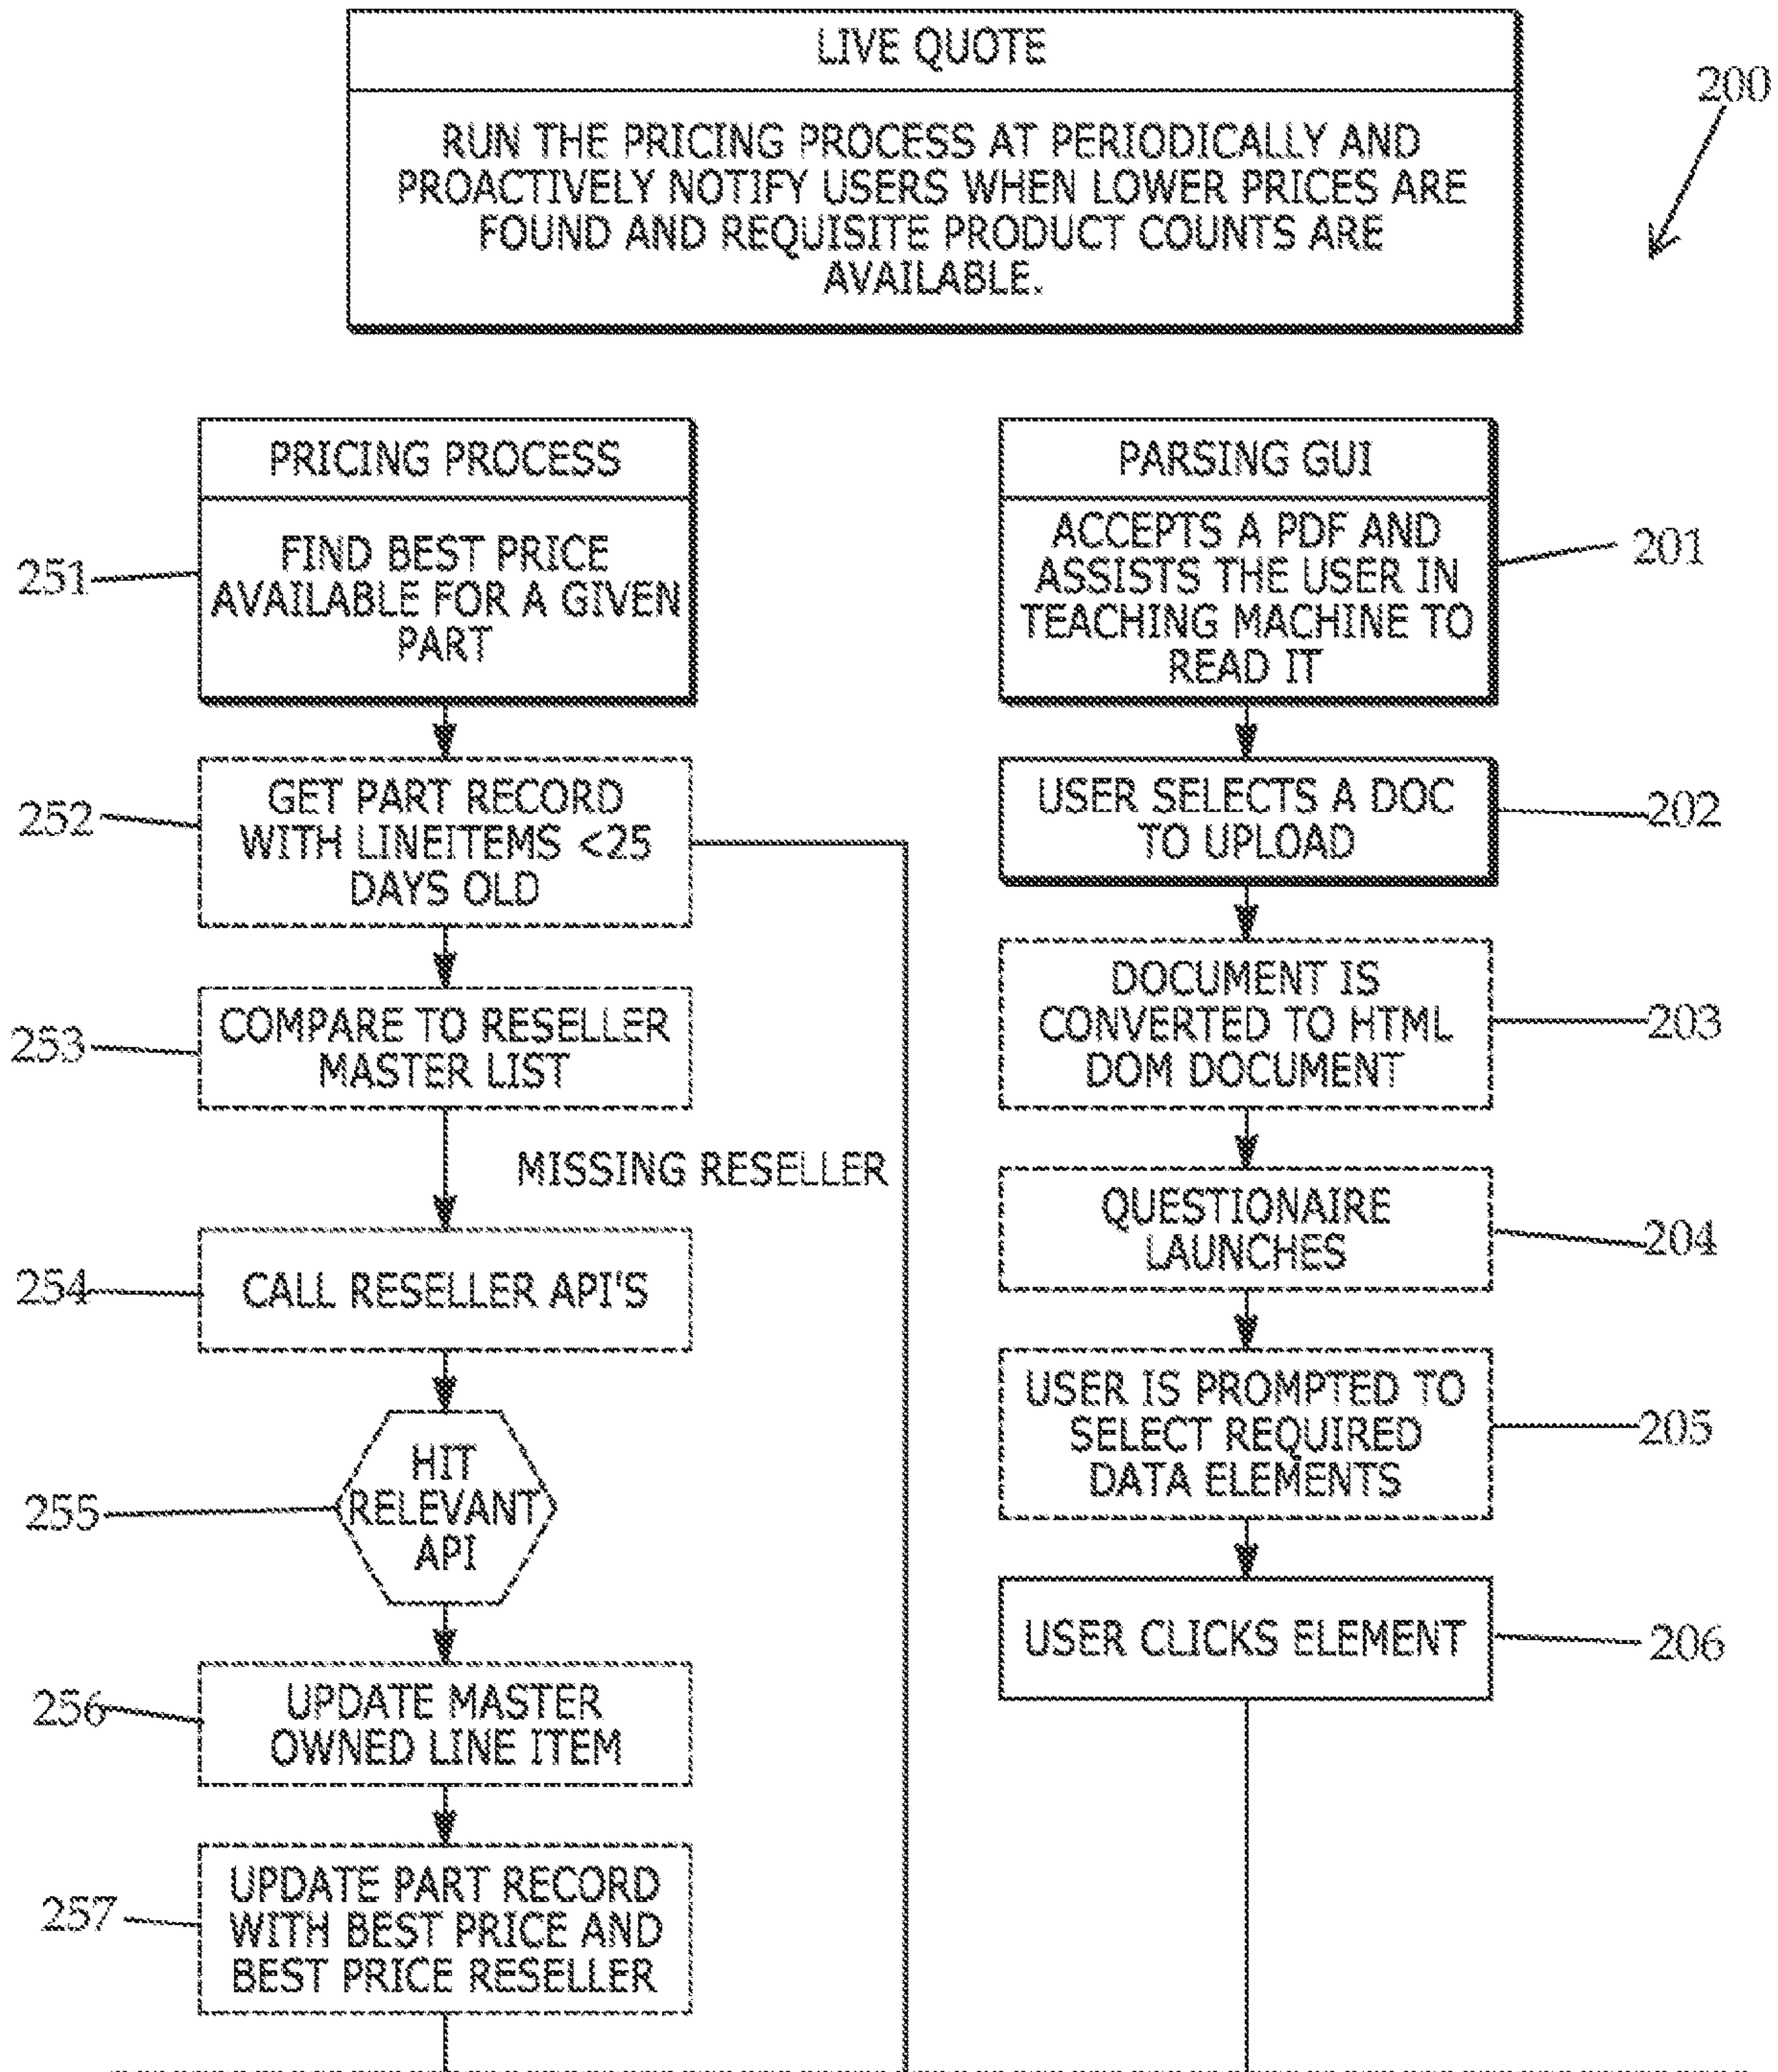 LIVE QUOTE
RUN THE PRICING PROCESS AT PERIODICALLY AND
PROACTIVELY NOTIFY USERS WHEN LOWER PRICES ARE
FOUND AND REQUISITE PRODUCT COUNTS ARE
AVAILABLE.
200
PRICING PROCESS
FIND BEST PRICE
AVAILABLE FOR A GIVEN
PART
251
GET PART RECORD
WITH LINEITEMS <25
DAYS OLD
252
COMPARE TO RESELLER
MASTER LIST
253
MISSING RESELLER
CALL RESELLER API'S
254
HIT
RELEVANT
API
255
UPDATE MASTER
OWNED LINE ITEM
256
UPDATE PART RECORD
WITH BEST PRICE AND
BEST PRICE RESELLER
257
PARSING GUI
ACCEPTS A PDF AND
ASSISTS THE USER IN
TEACHING MACHINE TO
READ IT
201
USER SELECTS A DOC
TO UPLOAD
202
DOCUMENT IS
CONVERTED TO HTML
DOM DOCUMENT
203
QUESTIONAIRE
LAUNCHES
204
USER IS PROMPTED TO
SELECT REQUIRED
DATA ELEMENTS
205
USER CLICKS ELEMENT
206